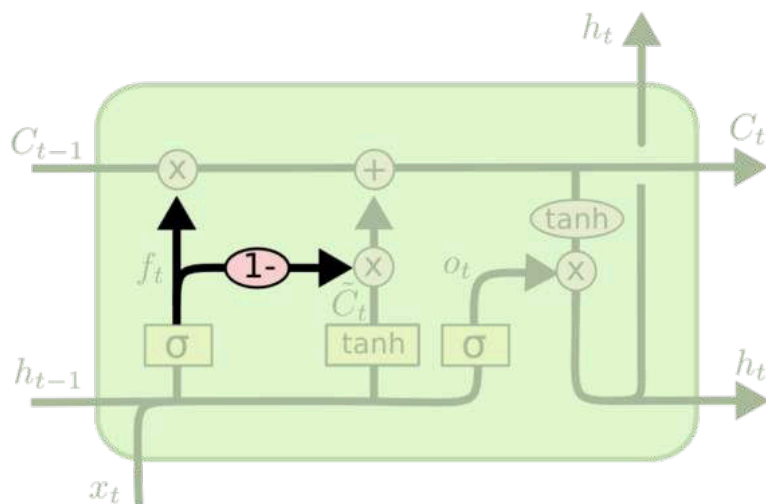 h_t
C_{t-1}
x
+
C_t
tanh
f_t
1-
x
C̃_t
o_t
x
σ
tanh
σ
h_{t-1}
h_t
x_t